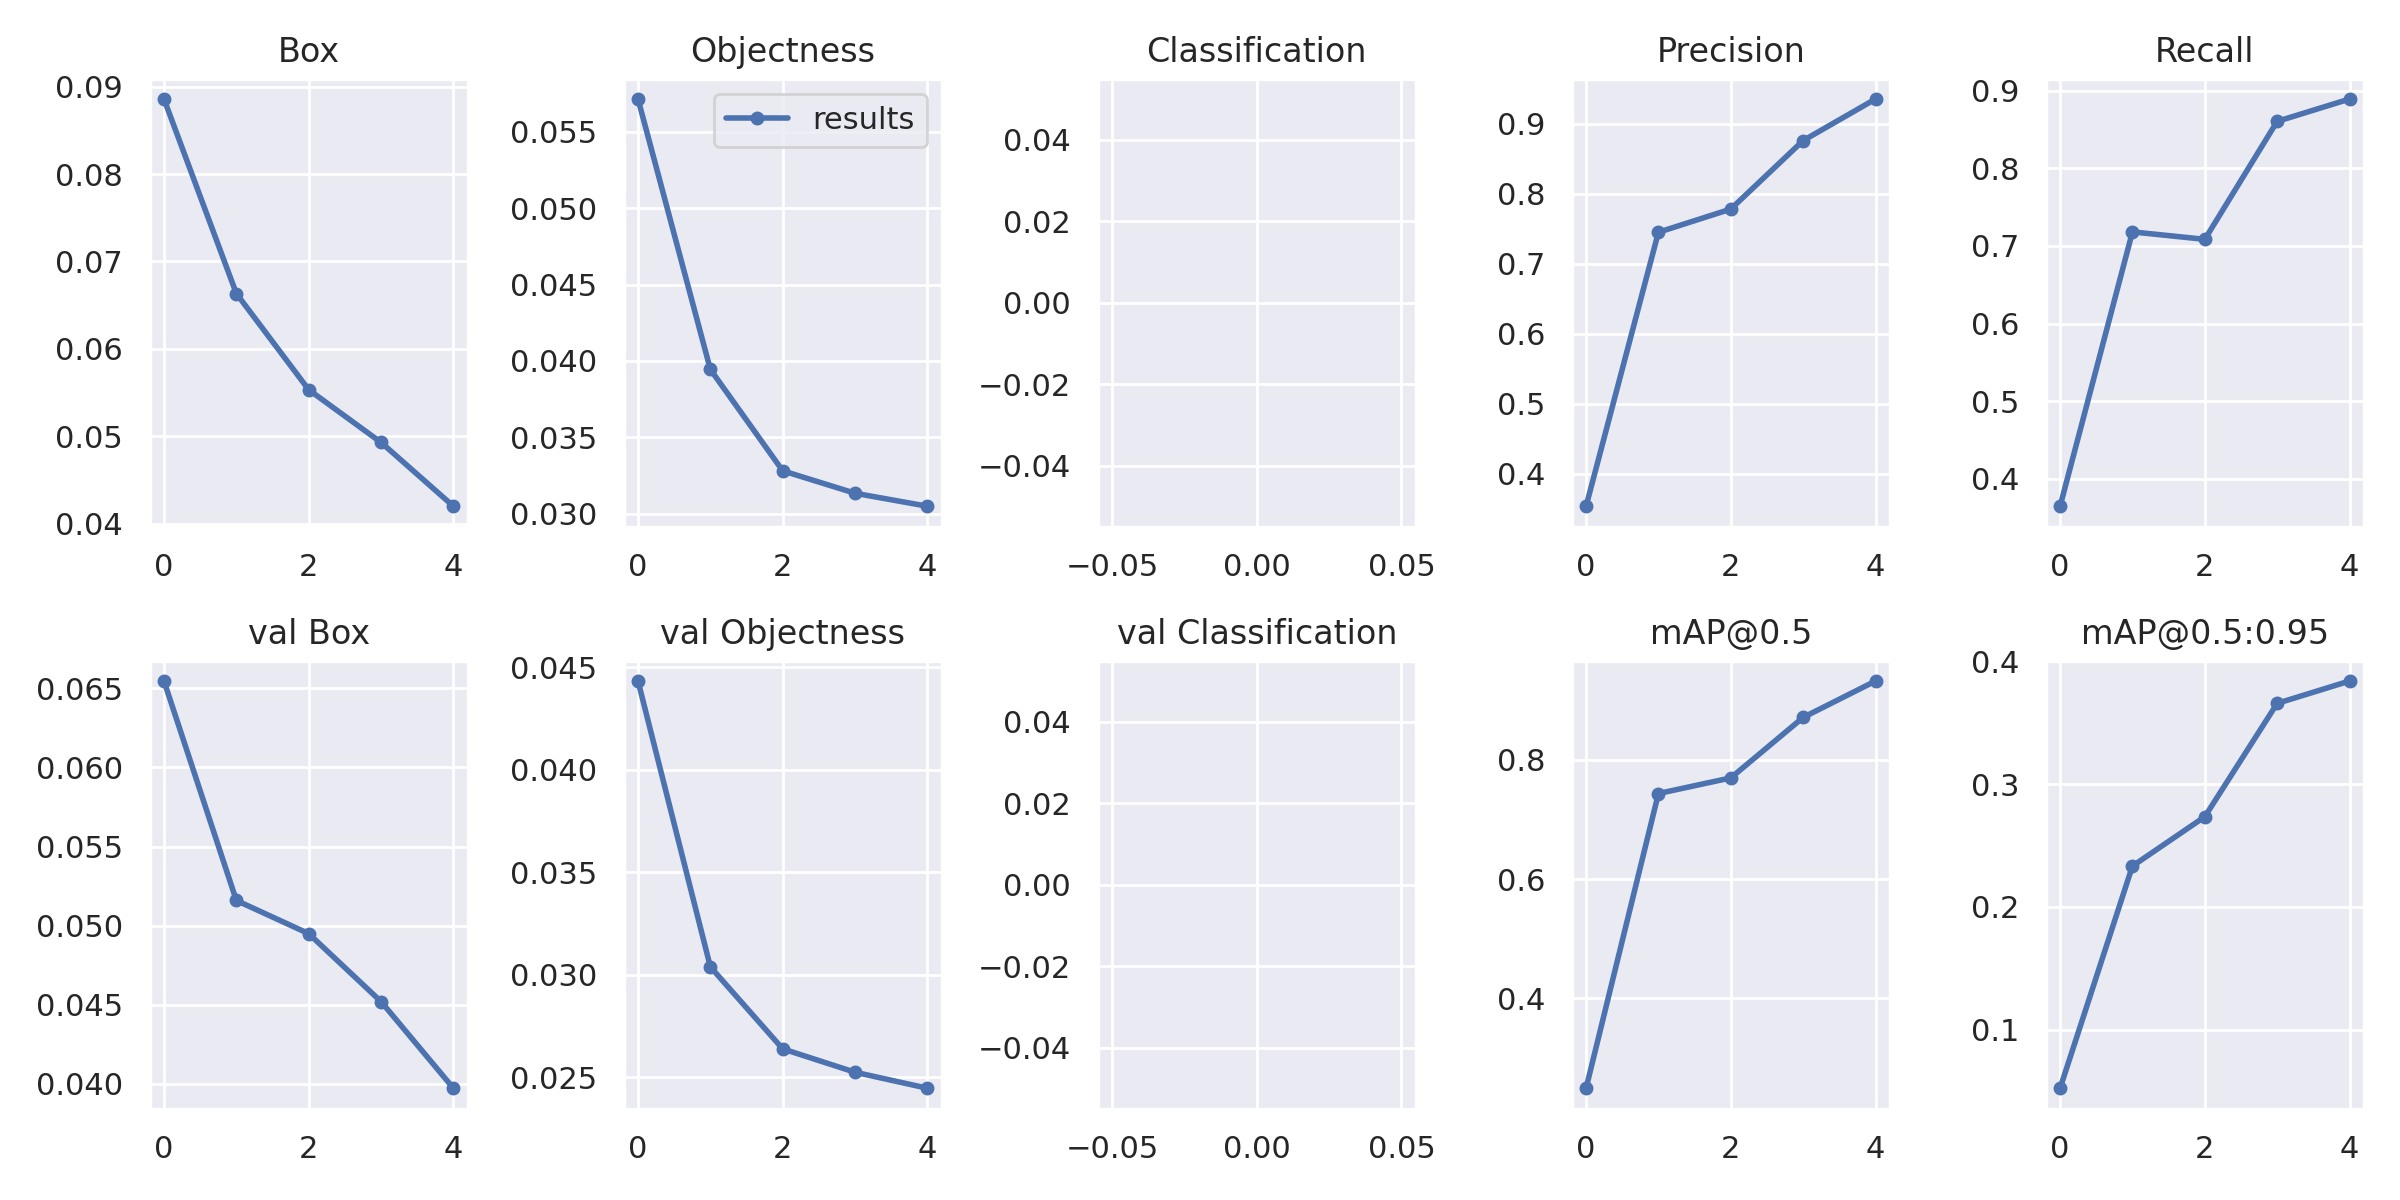 Box
Objectness
Classification
Precision
Recall
0.09
0.08
0.07
0.06
0.05
0.04
0 2 4
results
0.055
0.050
0.045
0.040
0.035
0.030
0 2 4
0.04
0.02
0.00
−0.02
−0.04
−0.05 0.00 0.05
0.9
0.8
0.7
0.6
0.5
0.4
0 2 4
0.9
0.8
0.7
0.6
0.5
0.4
0 2 4
val Box
val Objectness
val Classification
mAP@0.5
mAP@0.5:0.95
0.065
0.060
0.055
0.050
0.045
0.040
0 2 4
0.045
0.040
0.035
0.030
0.025
0 2 4
0.04
0.02
0.00
−0.02
−0.04
−0.05 0.00 0.05
0.8
0.6
0.4
0 2 4
0.4
0.3
0.2
0.1
0 2 4